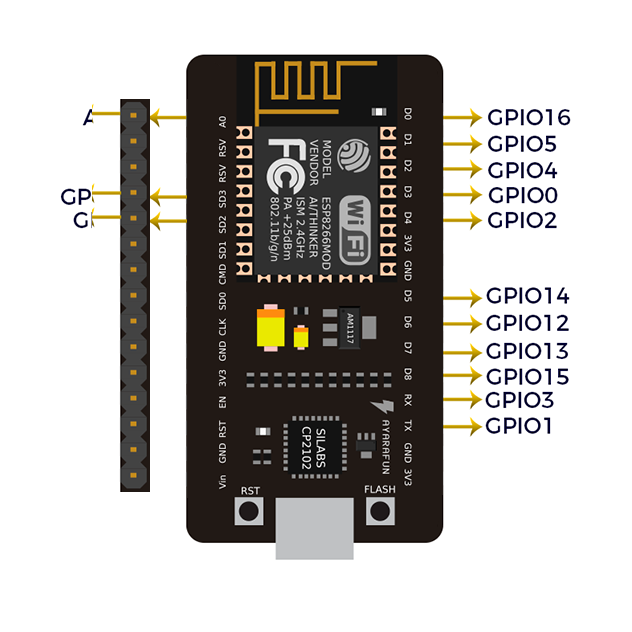 A
GP
G
A0
RSV
RSV
SD3
SD2
SD1
CMD
SD0
CLK
GND
3V3
EN
RST
GND
Vin
FC
MODEL
VENDOR
ESP8266MOD
AI/THINKER
ISM 2.4GHz
PA +25dBm
802.11b/g/n
Wi Fi
AM1117
SILABS
CP2102
AYARAFUN
RST
FLASH
D0
D1
D2
D3
D4
3V3
GND
D5
D6
D7
D8
RX
TX
GND
3V3
GPIO16
GPIO5
GPIO4
GPIO0
GPIO2
GPIO14
GPIO12
GPIO13
GPIO15
GPIO3
GPIO1